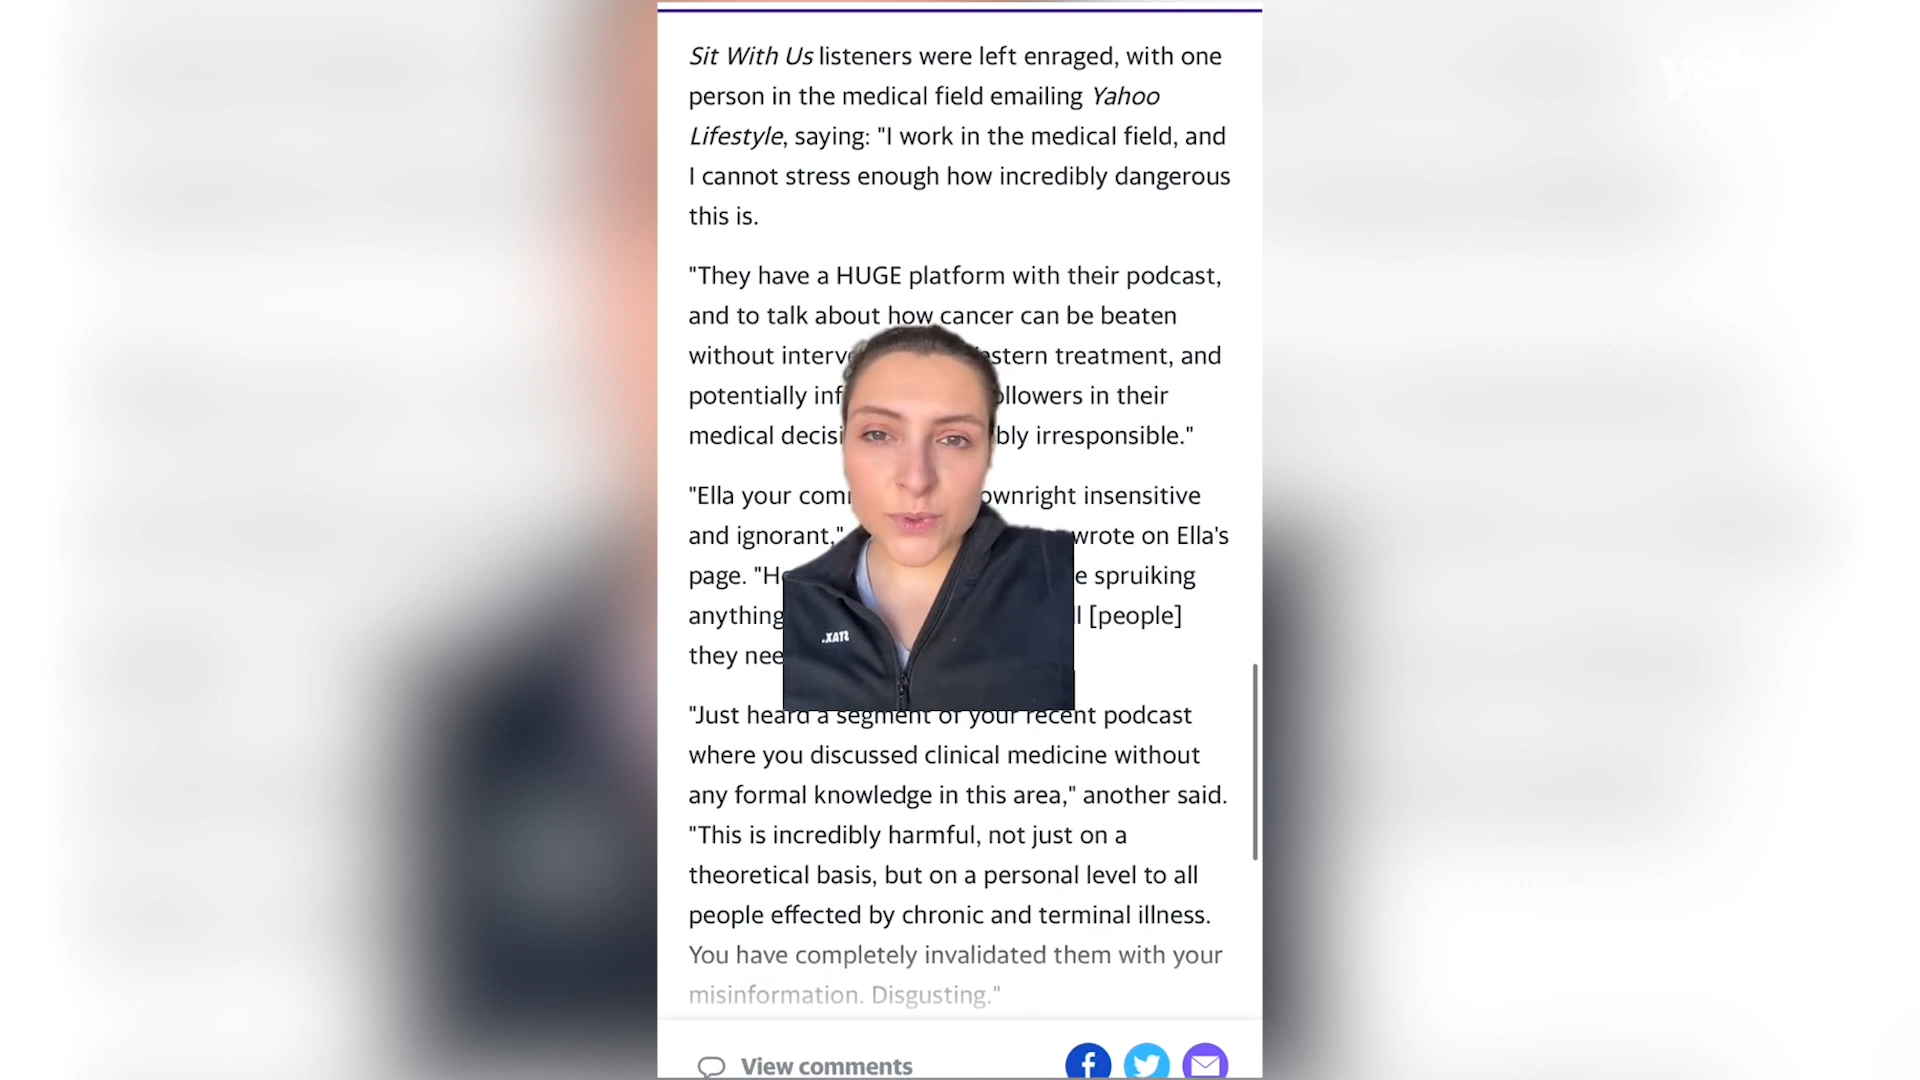 yahoo
Sit With Us listeners were left enraged, with one
person in the medical field emailing Yahoo
Lifestyle, saying: "I work in the medical field, and
I cannot stress enough how incredibly dangerous
this is.
"They have a HUGE platform with their podcast,
and to talk about how cancer can be beaten
without interv stern treatment, and
potentially inf ollowers in their
medical decisi bly irresponsible."
"Ella your com ownright insensitive
and ignorant," wrote on Ella's
page. "H e spruiking
anything l [people]
they nee
STAX.
"Just heard a segment of your recent podcast
where you discussed clinical medicine without
any formal knowledge in this area," another said.
"This is incredibly harmful, not just on a
theoretical basis, but on a personal level to all
people effected by chronic and terminal illness.
You have completely invalidated them with your
misinformation. Disgusting."
View comments